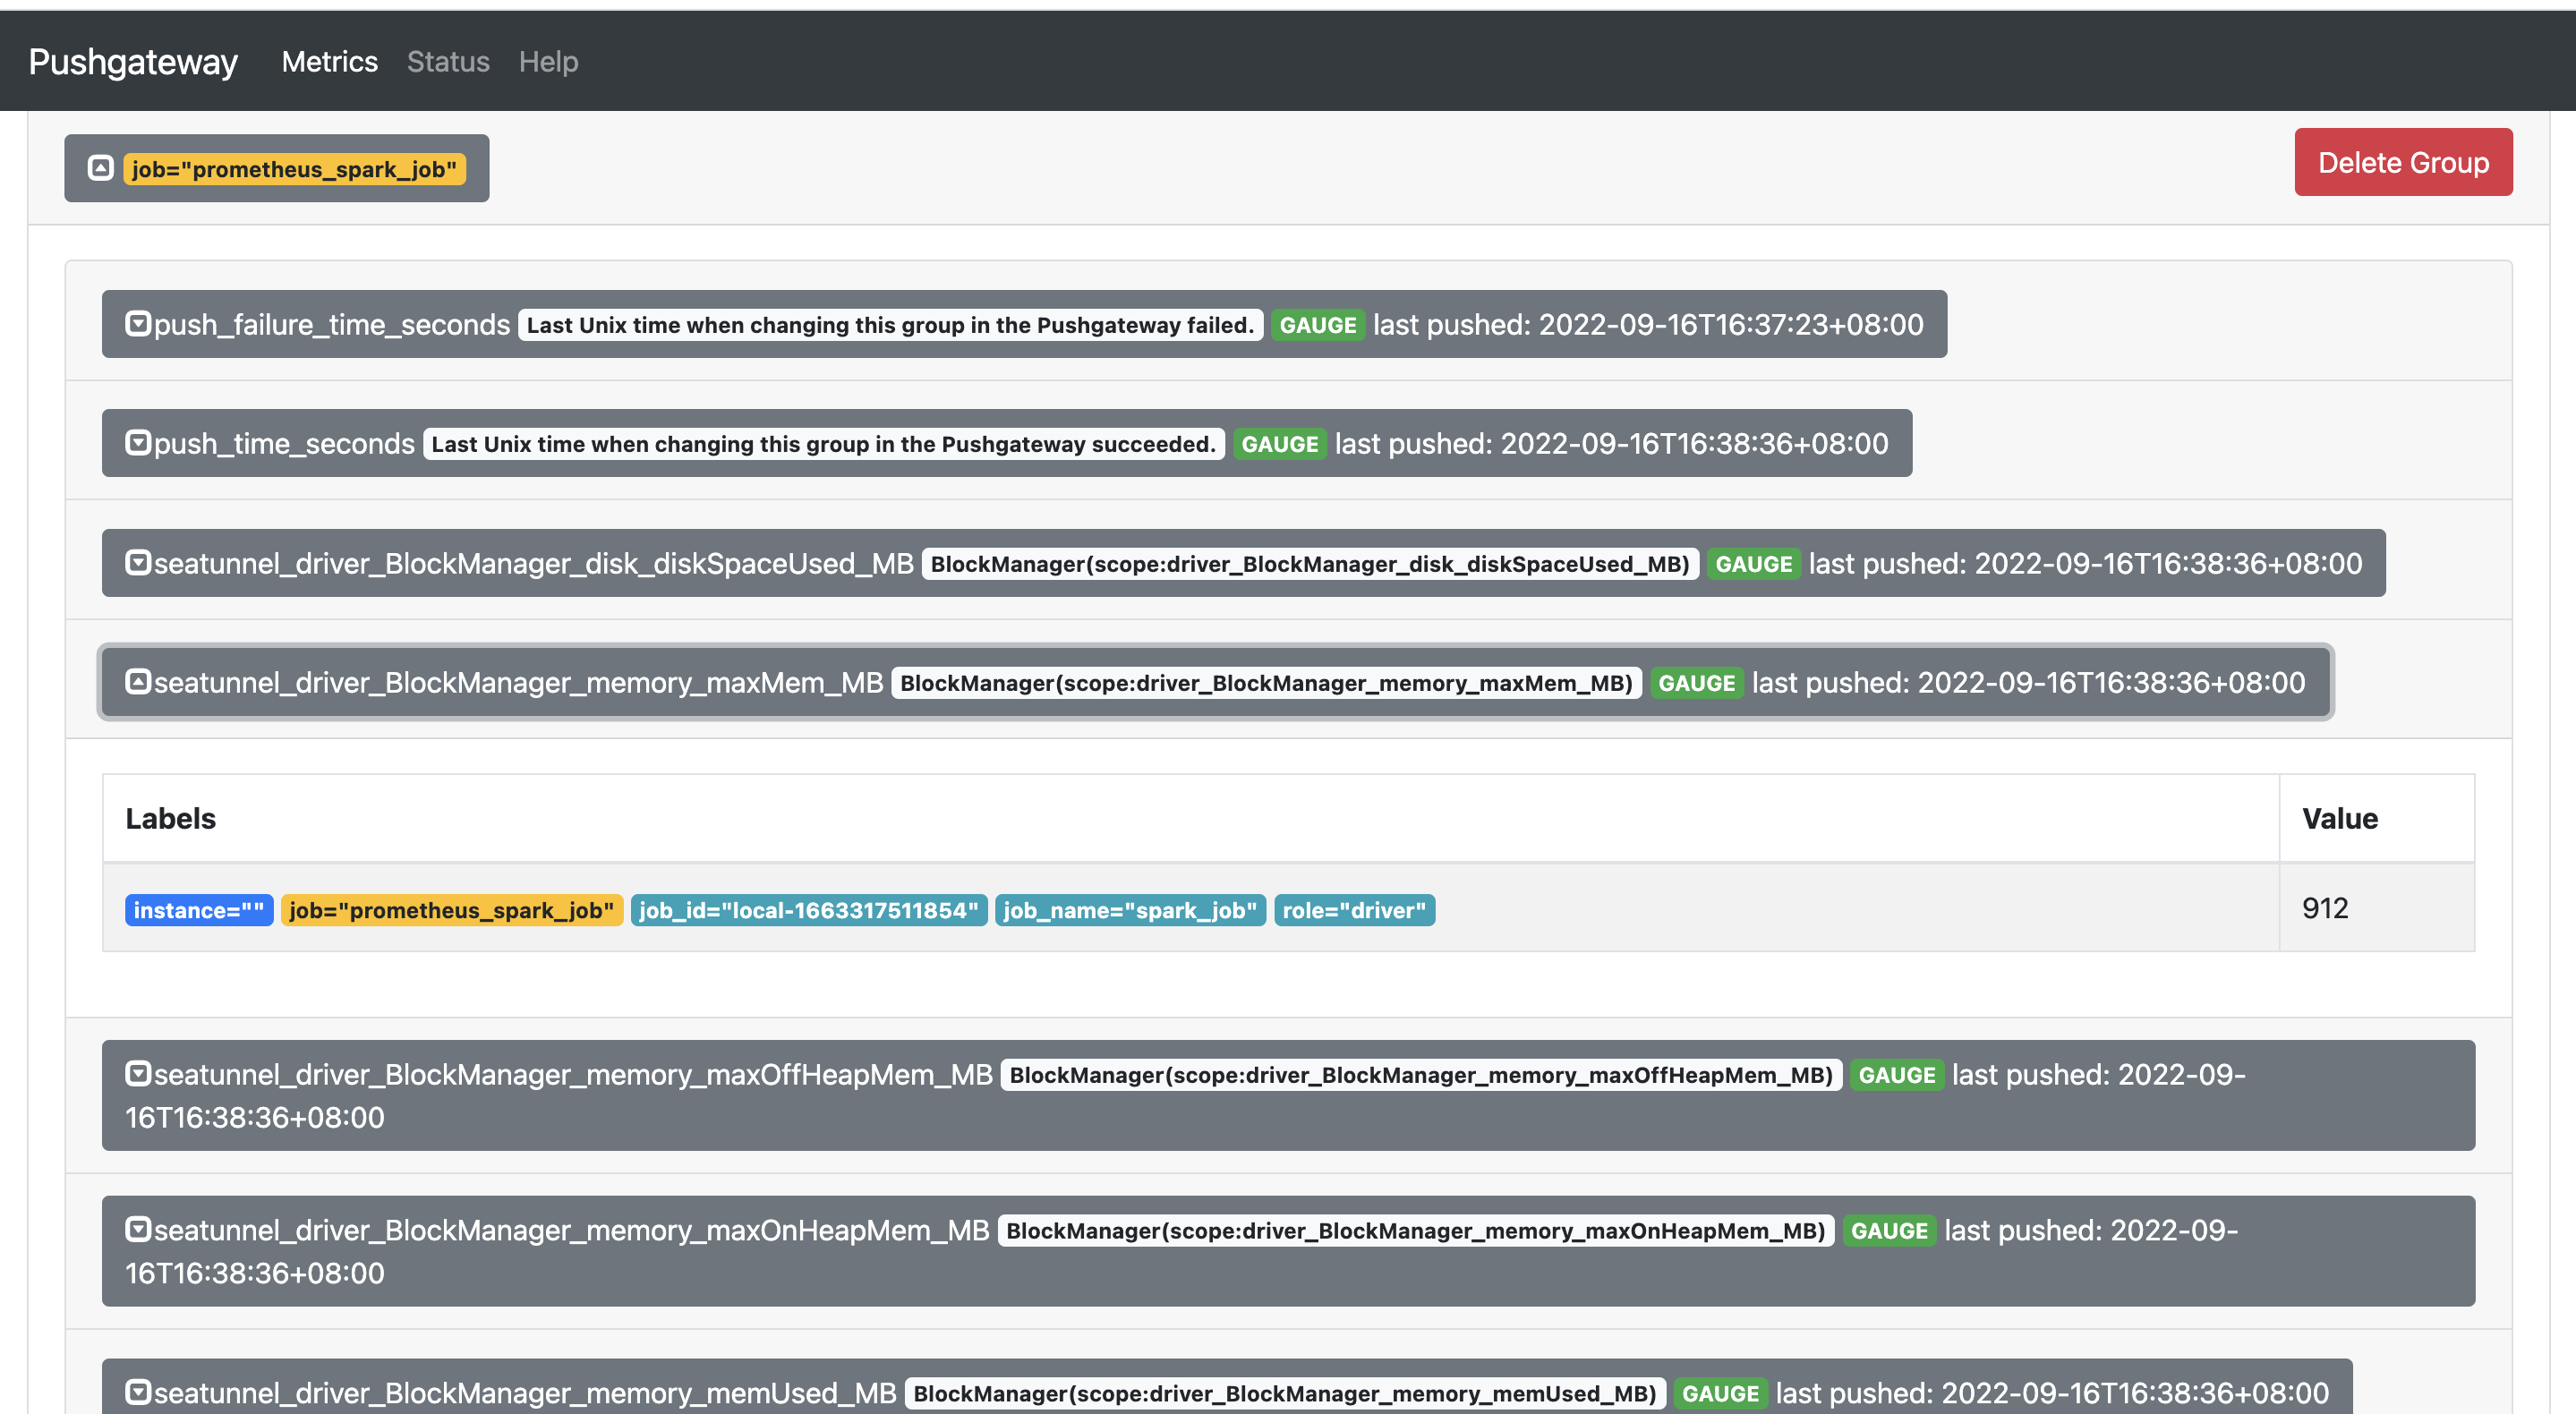 Pushgateway Metrics Status Help
job="prometheus_spark_job" Delete Group
push_failure_time_seconds Last Unix time when changing this group in the Pushgateway failed. GAUGE last pushed: 2022-09-16T16:37:23+08:00
push_time_seconds Last Unix time when changing this group in the Pushgateway succeeded. GAUGE last pushed: 2022-09-16T16:38:36+08:00
seatunnel_driver_BlockManager_disk_diskSpaceUsed_MB BlockManager(scope:driver_BlockManager_disk_diskSpaceUsed_MB) GAUGE last pushed: 2022-09-16T16:38:36+08:00
seatunnel_driver_BlockManager_memory_maxMem_MB BlockManager(scope:driver_BlockManager_memory_maxMem_MB) GAUGE last pushed: 2022-09-16T16:38:36+08:00
Labels Value
instance="" job="prometheus_spark_job" job_id="local-1663317511854" job_name="spark_job" role="driver" 912
seatunnel_driver_BlockManager_memory_maxOffHeapMem_MB BlockManager(scope:driver_BlockManager_memory_maxOffHeapMem_MB) GAUGE last pushed: 2022-09-
16T16:38:36+08:00
seatunnel_driver_BlockManager_memory_maxOnHeapMem_MB BlockManager(scope:driver_BlockManager_memory_maxOnHeapMem_MB) GAUGE last pushed: 2022-09-
16T16:38:36+08:00
seatunnel_driver_BlockManager_memory_memUsed_MB BlockManager(scope:driver_BlockManager_memory_memUsed_MB) GAUGE last pushed: 2022-09-16T16:38:36+08:00